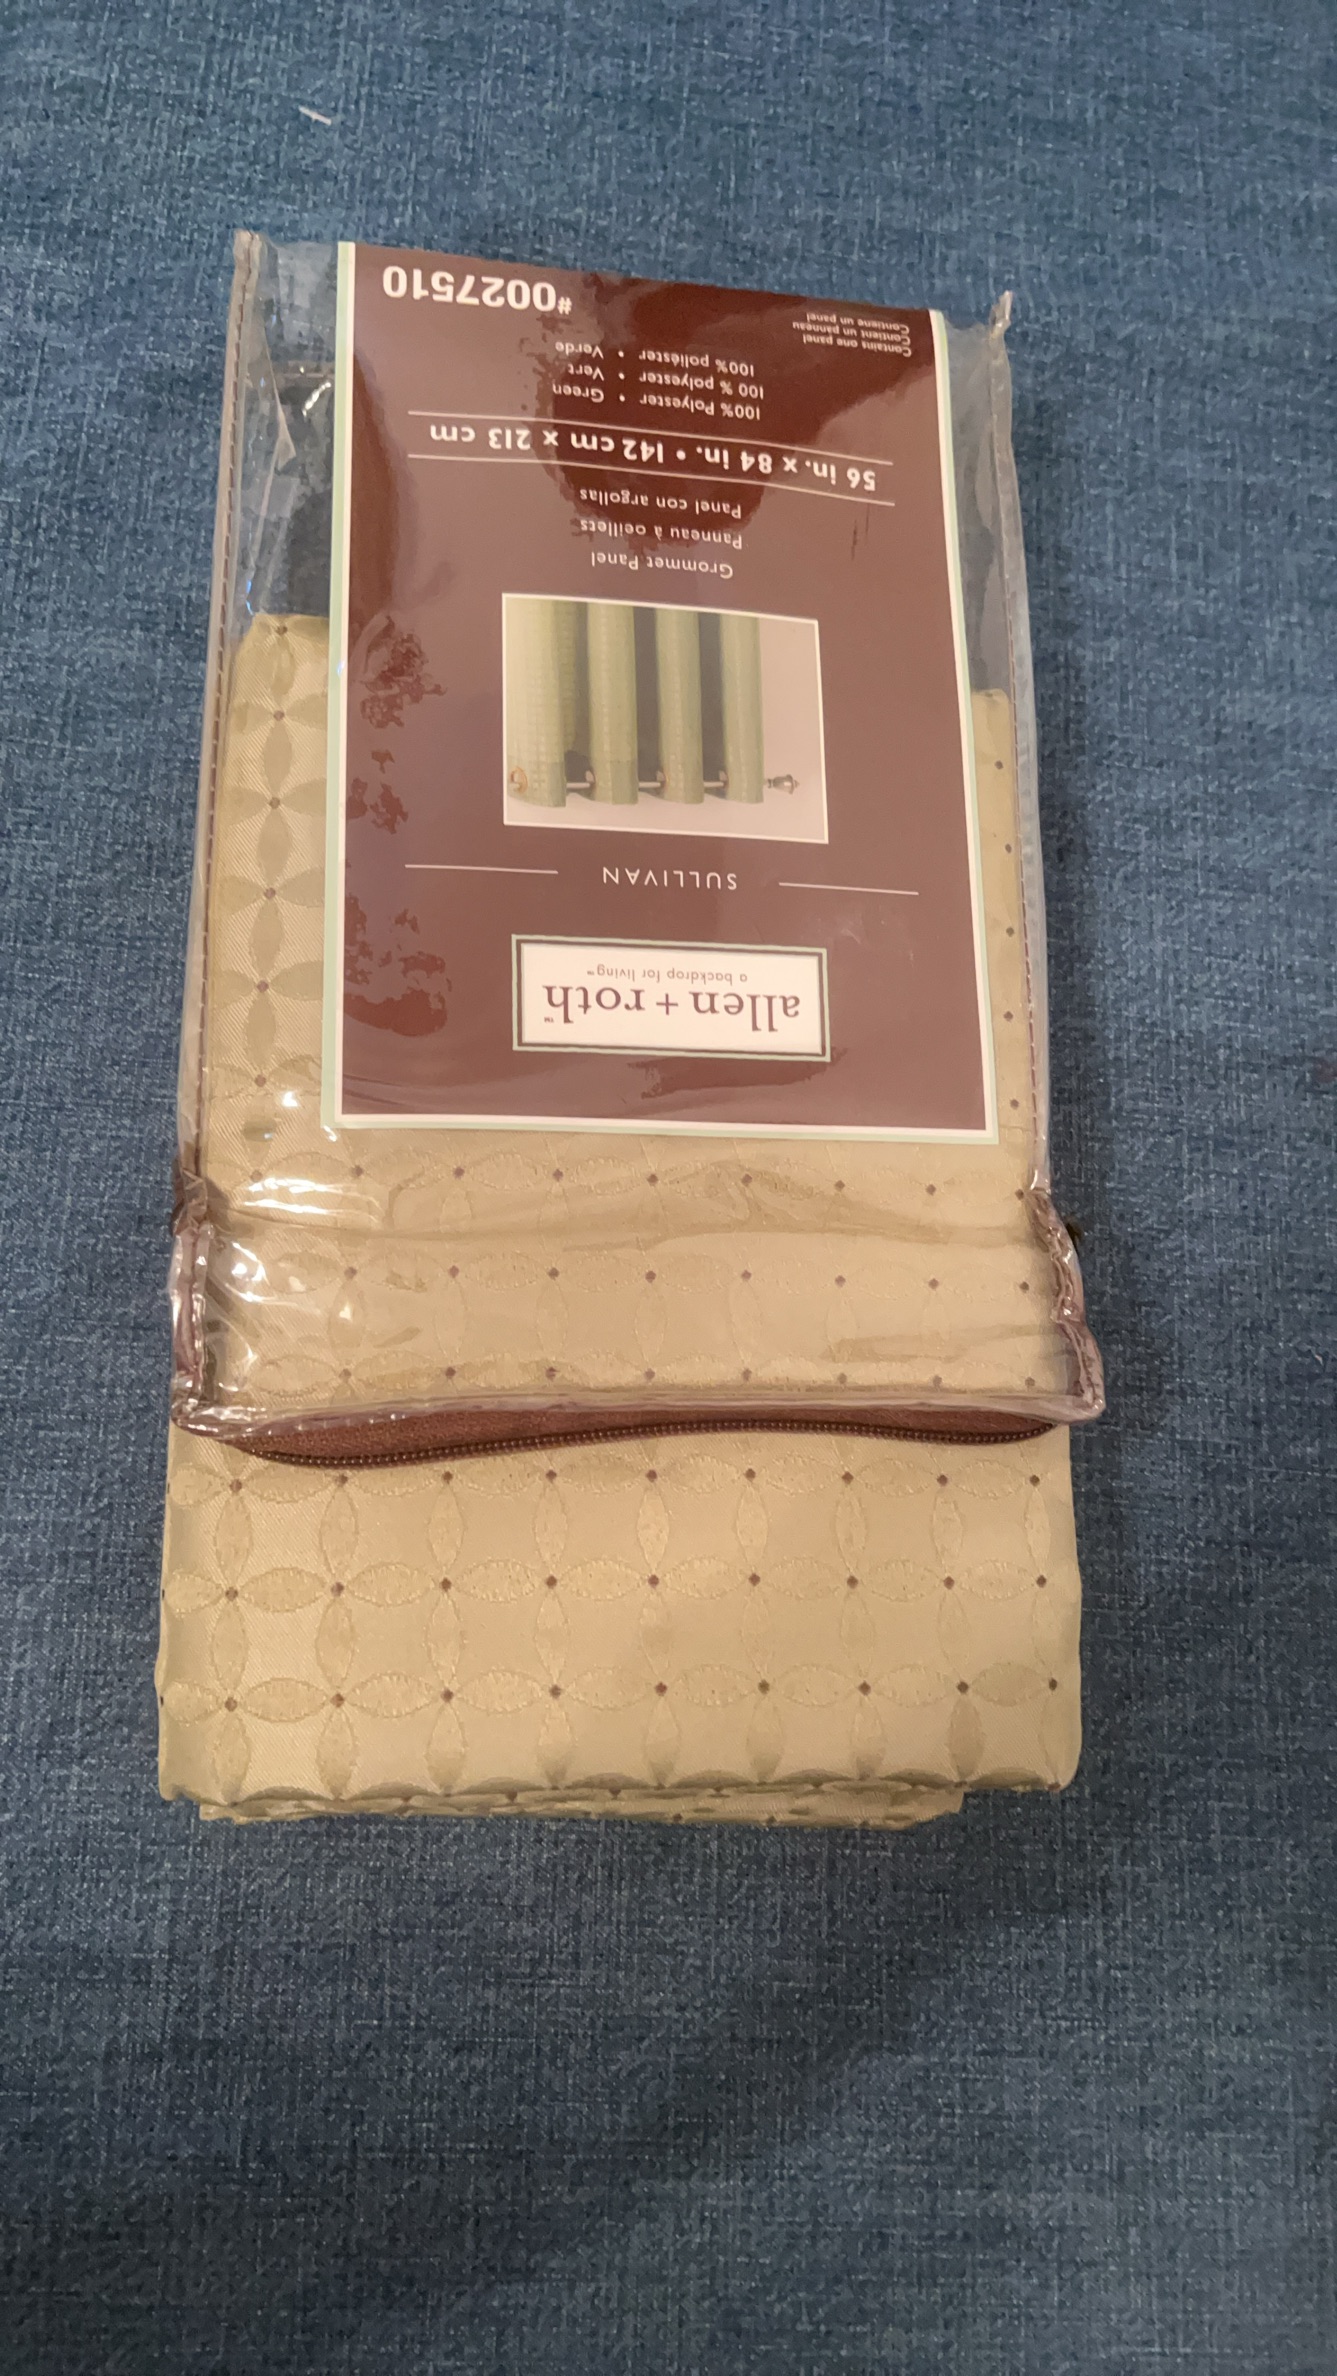 allen + roth™
a backdrop for living™
SULLIVAN
Grommet Panel
Panneau à oeillets
Panel con argollas
56 in. x 84 in. • 142 cm x 213 cm
100% Polyester • Green
100 % polyester • Vert
100% poliéster • Verde
Contains one panel
Contient un panneau
Contiene un panel
#0027510